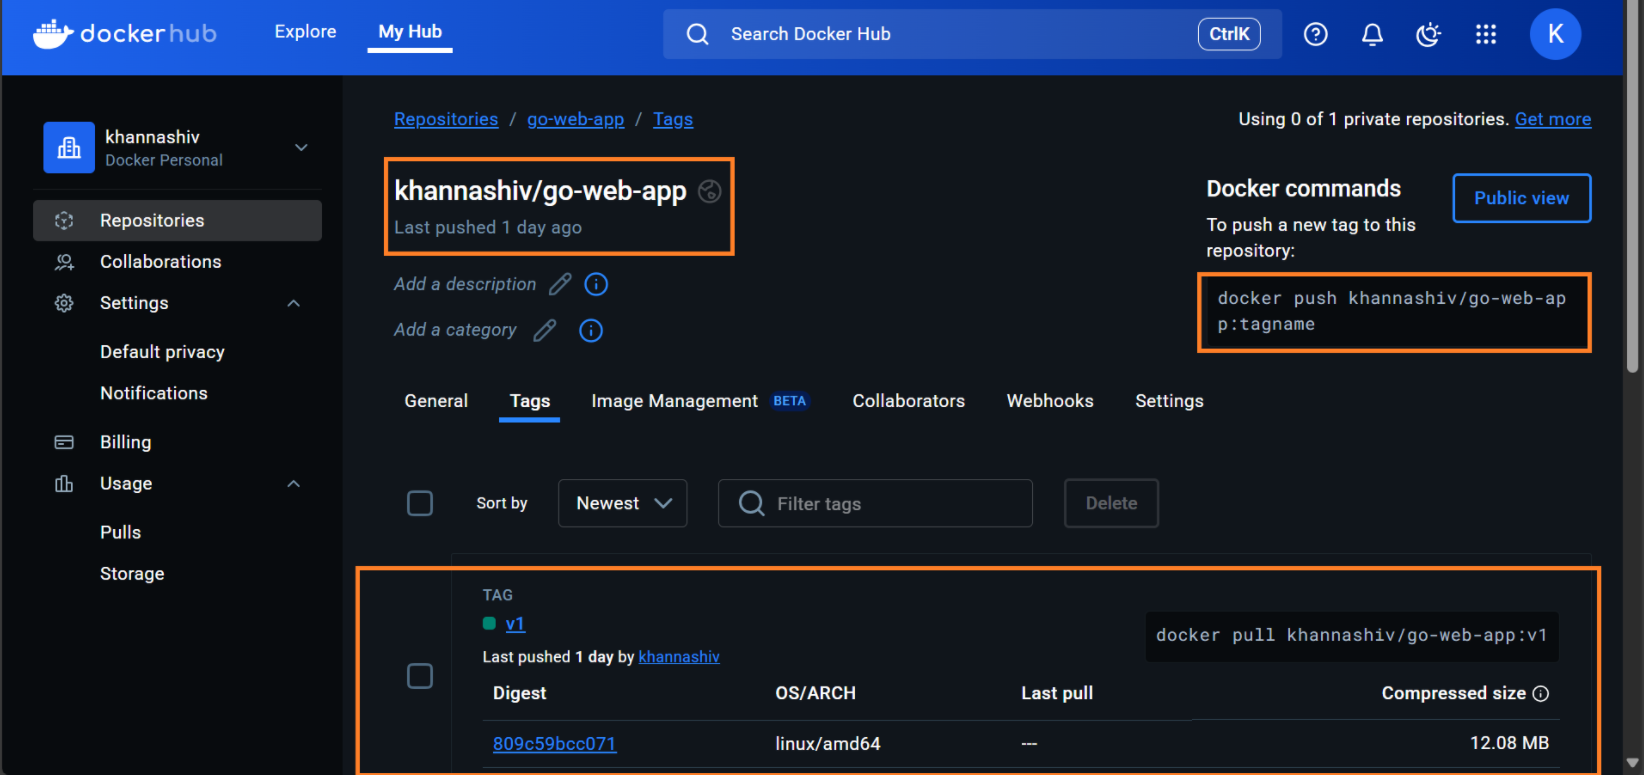 dockerhub
Explore
My Hub
Search Docker Hub
CtrlK
K
khannashiv
Docker Personal
Repositories
Collaborations
Settings
Default privacy
Notifications
Billing
Usage
Pulls
Storage
Repositories / go-web-app / Tags
Using 0 of 1 private repositories. Get more
khannashiv/go-web-app
Last pushed 1 day ago
Add a description
Add a category
Docker commands
Public view
To push a new tag to this
repository:
docker push khannashiv/go-web-ap
p:tagname
General
Tags
Image Management BETA
Collaborators
Webhooks
Settings
Sort by
Newest
Filter tags
Delete
TAG
v1
docker pull khannashiv/go-web-app:v1
Last pushed 1 day by khannashiv
Digest
OS/ARCH
Last pull
Compressed size
809c59bcc071
linux/amd64
---
12.08 MB